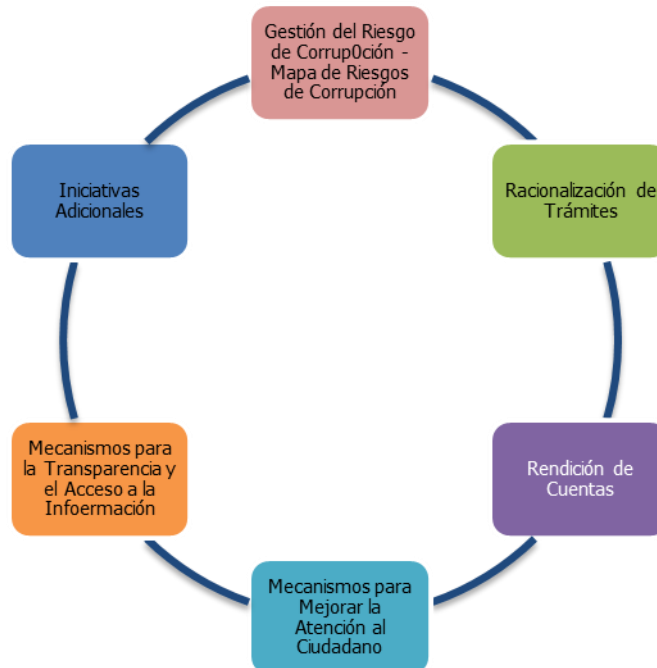 Gestión del Riesgo
de Corrup0ción -
Mapa de Riesgos
de Corrupción
Iniciativas
Adicionales
Racionalización de
Trámites
Mecanismos para
la Transparencia y
el Acceso a la
Infoermación
Rendición de
Cuentas
Mecanismos para
Mejorar la
Atención al
Ciudadano